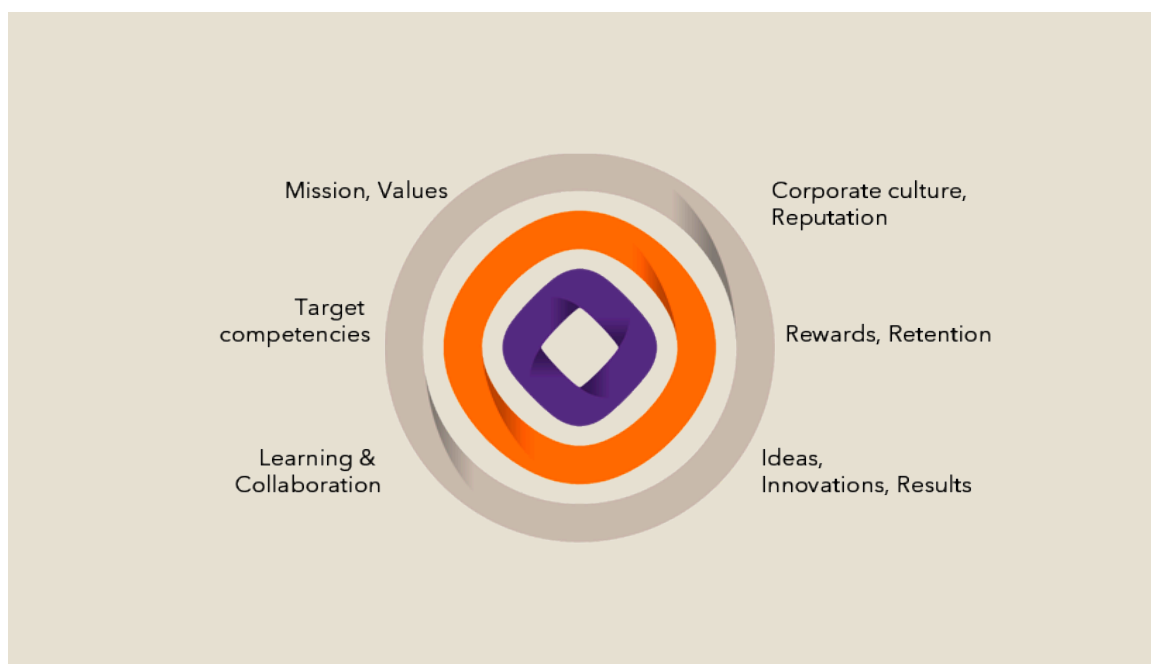 Mission, Values
Target
competencies
Learning &
Collaboration
Corporate culture,
Reputation
Rewards, Retention
Ideas,
Innovations, Results